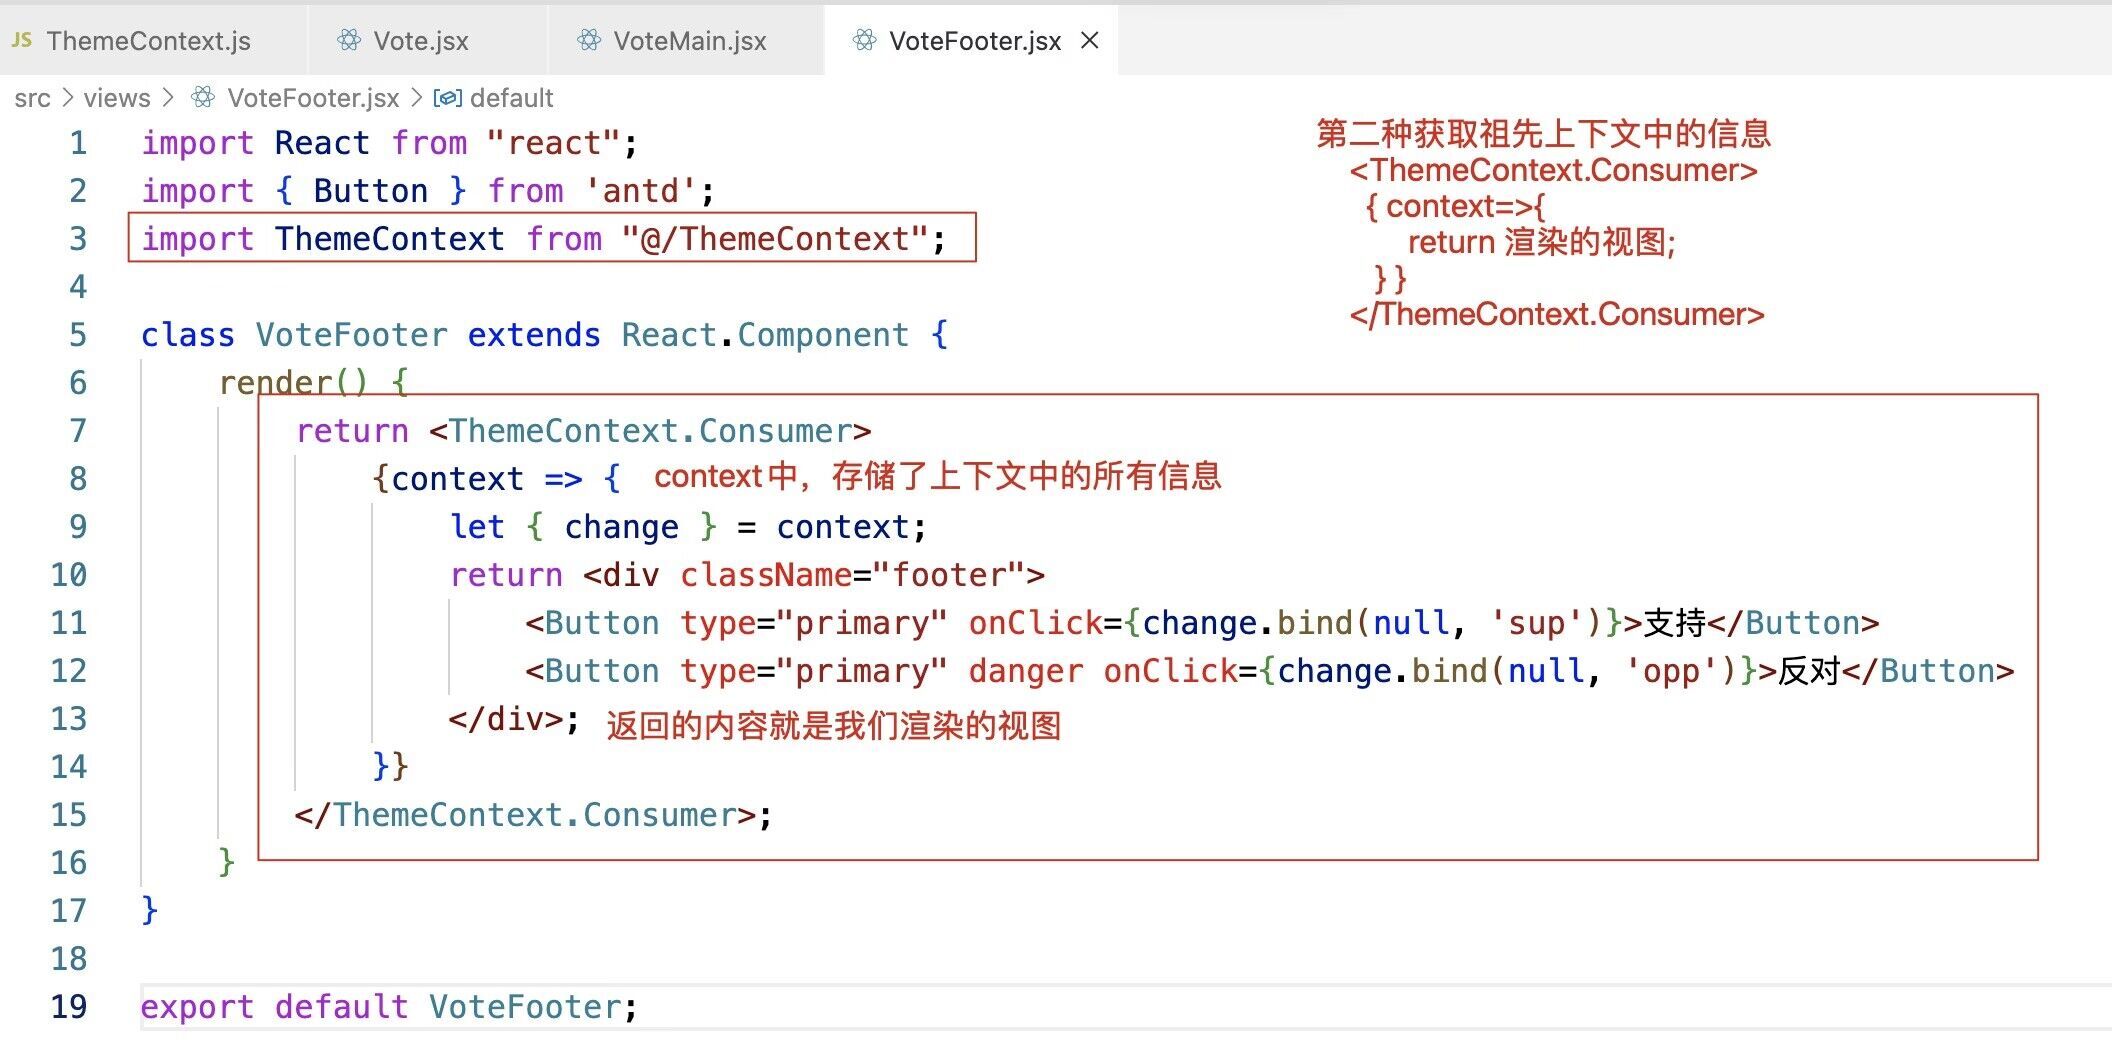 JS ThemeContext.js Vote.jsx VoteMain.jsx VoteFooter.jsx
src > views > VoteFooter.jsx > default
第二种获取祖先上下文中的信息
<ThemeContext.Consumer>
{ context=>{
return 渲染的视图;
} }
</ThemeContext.Consumer>
1 import React from "react";
2 import { Button } from 'antd';
3 import ThemeContext from "@/ThemeContext";
4
5 class VoteFooter extends React.Component {
6 render() {
7 return <ThemeContext.Consumer>
8 {context => { context中，存储了上下文中的所有信息
9 let { change } = context;
10 return <div className="footer">
11 <Button type="primary" onClick={change.bind(null, 'sup')}>支持</Button>
12 <Button type="primary" danger onClick={change.bind(null, 'opp')}>反对</Button>
13 </div>; 返回的内容就是我们渲染的视图
14 }}
15 </ThemeContext.Consumer>;
16 }
17 }
18
19 export default VoteFooter;